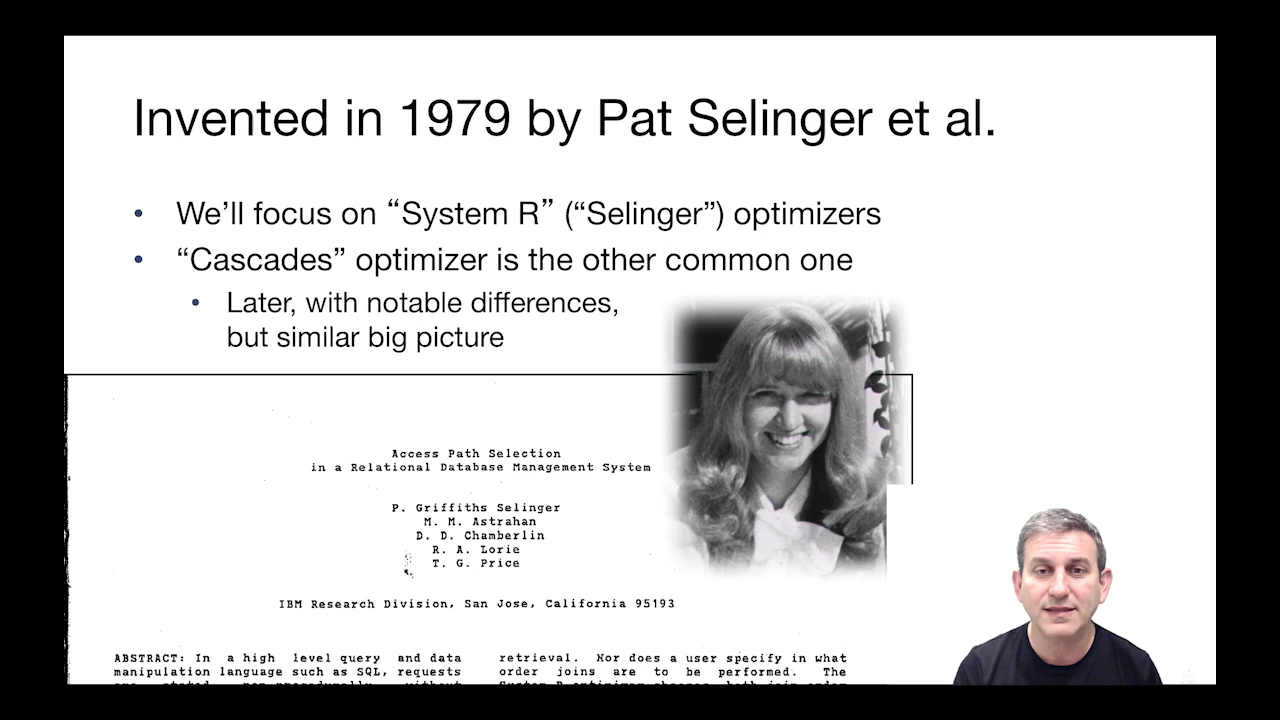 Invented in 1979 by Pat Selinger et al.
• We’ll focus on “System R” (“Selinger”) optimizers
• “Cascades” optimizer is the other common one
• Later, with notable differences,
but similar big picture
Access Path Selection
in a Relational Database Management System
P. Griffiths Selinger
M. M. Astrahan
D. D. Chamberlin
R. A. Lorie
T. G. Price
IBM Research Division, San Jose, California 95193
ABSTRACT: In a high level query and data
manipulation language such as SQL, requests
retrieval. Nor does a user specify in what
order joins are to be performed. The